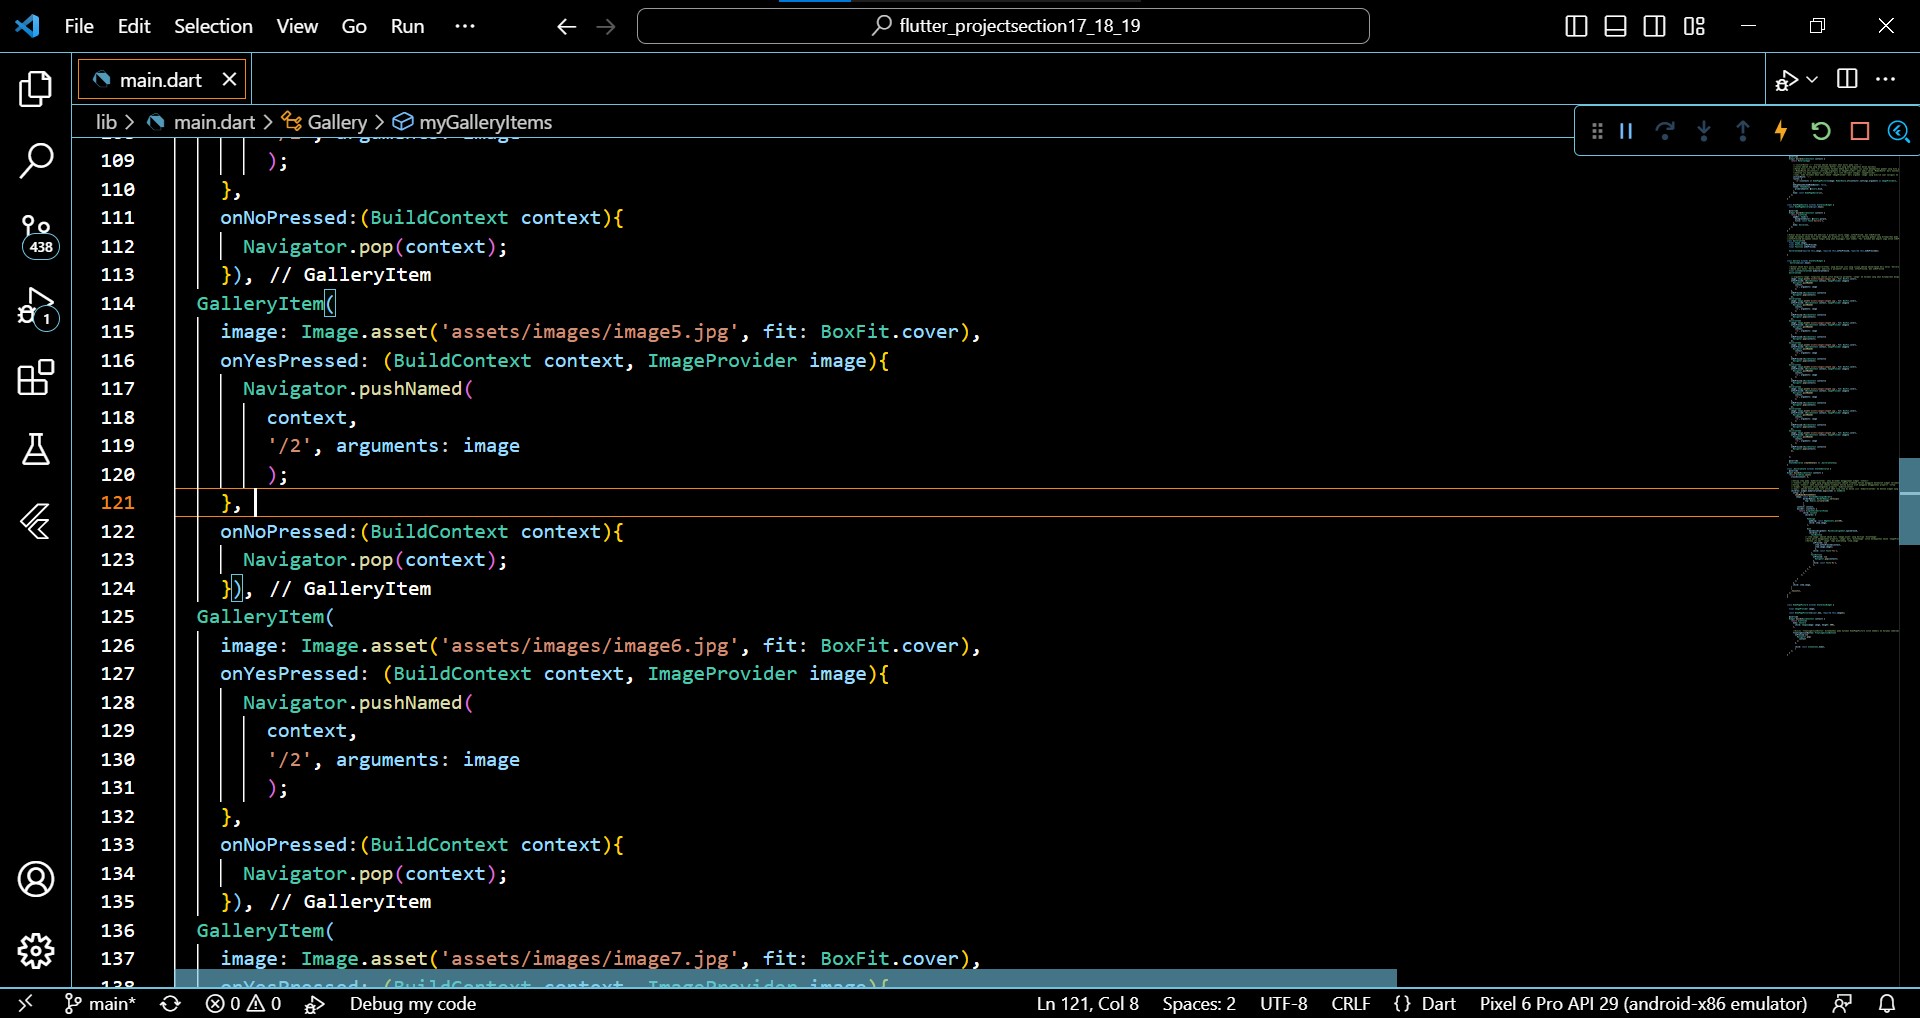 File Edit Selection View Go Run ··· flutter_projectsection17_18_19
main.dart
lib > main.dart > Gallery > myGalleryItems
109 );
110 },
111 onNoPressed:(BuildContext context){
112 Navigator.pop(context);
113 }), // GalleryItem
114 GalleryItem(
115 image: Image.asset('assets/images/image5.jpg', fit: BoxFit.cover),
116 onYesPressed: (BuildContext context, ImageProvider image){
117 Navigator.pushNamed(
118 context,
119 '/2', arguments: image
120 );
121 },
122 onNoPressed:(BuildContext context){
123 Navigator.pop(context);
124 }), // GalleryItem
125 GalleryItem(
126 image: Image.asset('assets/images/image6.jpg', fit: BoxFit.cover),
127 onYesPressed: (BuildContext context, ImageProvider image){
128 Navigator.pushNamed(
129 context,
130 '/2', arguments: image
131 );
132 },
133 onNoPressed:(BuildContext context){
134 Navigator.pop(context);
135 }), // GalleryItem
136 GalleryItem(
137 image: Image.asset('assets/images/image7.jpg', fit: BoxFit.cover),
138 onYesPressed: (BuildContext context, ImageProvider image){
438
1
main* 0 0 Debug my code Ln 121, Col 8 Spaces: 2 UTF-8 CRLF {} Dart Pixel 6 Pro API 29 (android-x86 emulator)